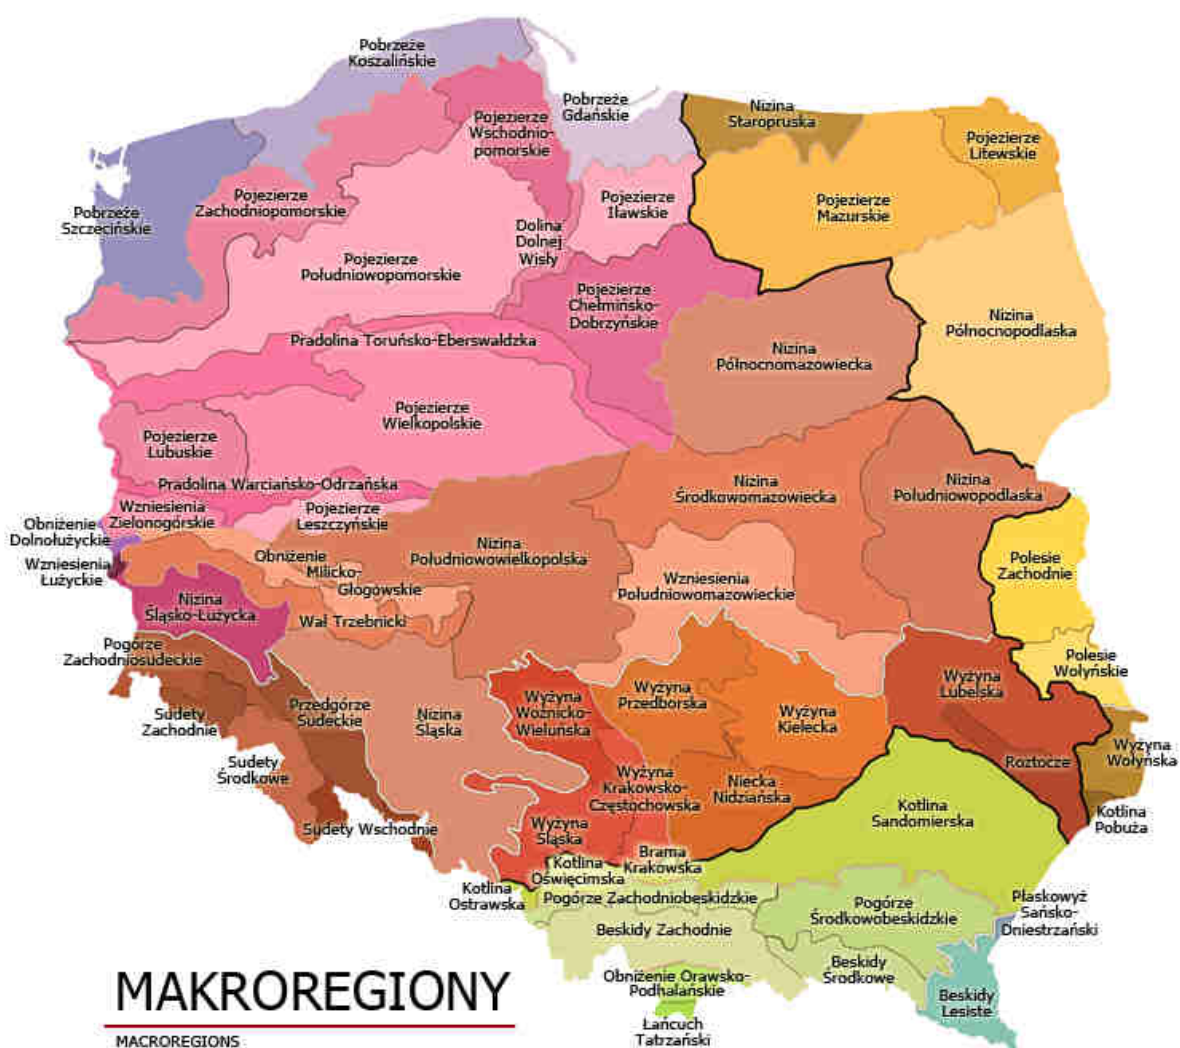 Pobrzeże
Koszalińskie
Pobrzeże
Gdańskie
Nizina
Staropruska
Pojezierze
Wschodnio-
pomorskie
Pojezierze
Litewskie
Pojezierze
Zachodniopomorskie
Pojezierze
Iławskie
Pojezierze
Mazurskie
Pobrzeże
Szczecińskie
Dolina
Dolnej
Wisły
Pojezierze
Południowopomorskie
Pojezierze
Chełmińsko-
Dobrzyńskie
Nizina
Północnopodlaska
Pradolina Toruńsko-Eberswaldzka
Nizina
Północnomazowiecka
Pojezierze
Wielkopolskie
Pojezierze
Lubuskie
Pradolina Warciańsko-Odrzańska
Nizina
Środkowomazowiecka
Nizina
Południowopodlaska
Wzniesienia
Zielonogórskie
Pojezierze
Leszczyńskie
Obniżenie
Dolnołużyckie
Wzniesienia
Łużyckie
Obniżenie
Milicko-
Głogowskie
Nizina
Południowowielkopolska
Wzniesienia
Południowomazowieckie
Polesie
Zachodnie
Nizina
Śląsko-Łużycka
Wał Trzebnicki
Pogórze
Zachodniosudeckie
Polesie
Wołyńskie
Wyżyna
Lubelska
Sudety
Zachodnie
Przedgórze
Sudeckie
Nizina
Śląska
Wyżyna
Woźnicko-
Wieluńska
Wyżyna
Przedborska
Wyżyna
Kielecka
Wyżyna
Wołyńska
Roztocze
Sudety
Środkowe
Wyżyna
Krakowsko-
Częstochowska
Niecka
Nidziańska
Kotlina
Sandomierska
Kotlina
Pobuża
Sudety Wschodnie
Wyżyna
Śląska
Brama
Krakowska
Kotlina
Oświęcimska
Kotlina
Ostrawska
Pogórze Zachodniobeskidzkie
Pogórze
Środkowobeskidzkie
Płaskowyż
Sańsko-
Dniestrzański
Beskidy Zachodnie
Beskidy
Środkowe
Obniżenie Orawsko-
Podhalańskie
Beskidy
Lesiste
Łańcuch
Tatrzański
MAKROREGIONY
MACROREGIONS